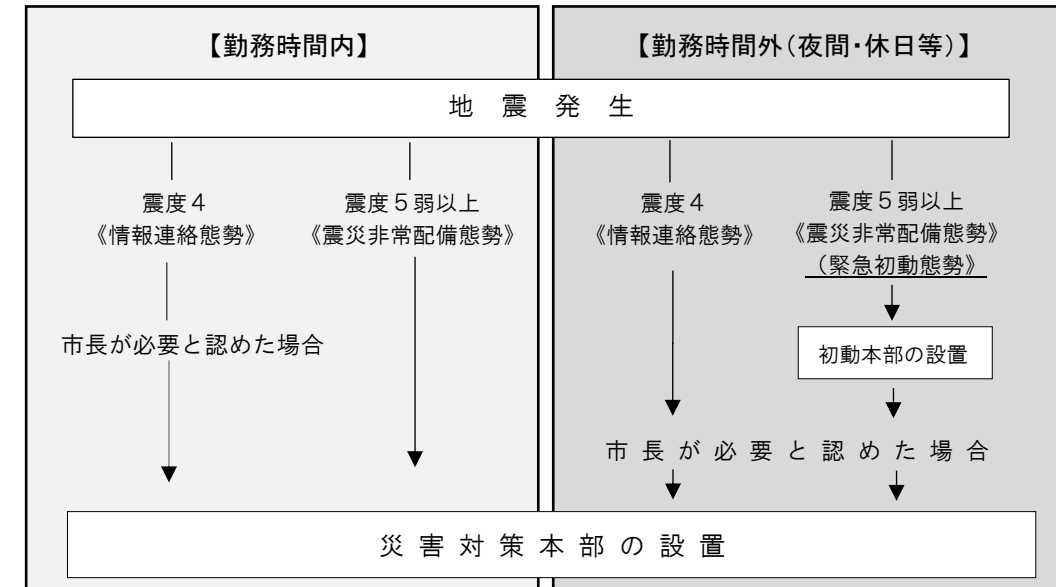 【勤務時間内】
【勤務時間外（夜間・休日等）】
地震発生
震度４
《情報連絡態勢》
震度５弱以上
《震災非常配備態勢》
震度４
《情報連絡態勢》
震度５弱以上
《震災非常配備態勢》
（緊急初動態勢》
市長が必要と認めた場合
初動本部の設置
市長が必要と認めた場合
災害対策本部の設置